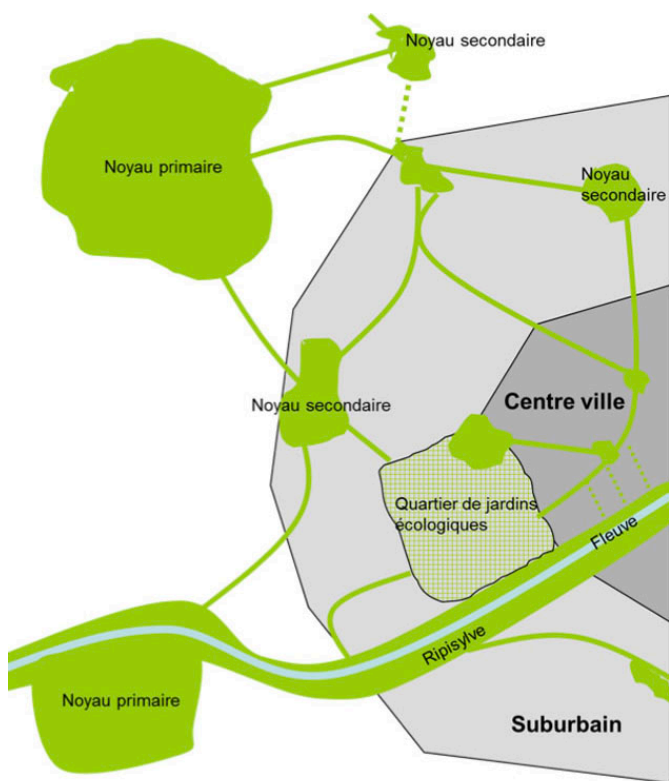 Noyau secondaire
Noyau primaire
Noyau
secondaire
Centre ville
Noyau secondaire
Quartier de jardins
écologiques
Fleuve
Ripisylve
Noyau primaire
Suburbain